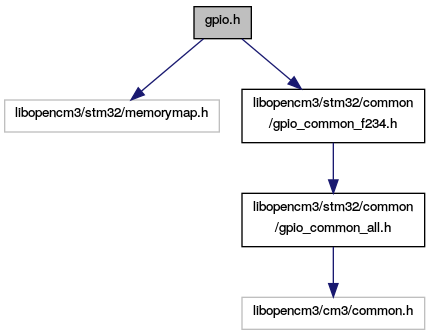 gpio.h
libopencm3/stm32/memorymap.h
libopencm3/stm32/common
/gpio_common_f234.h
libopencm3/stm32/common
/gpio_common_all.h
libopencm3/cm3/common.h